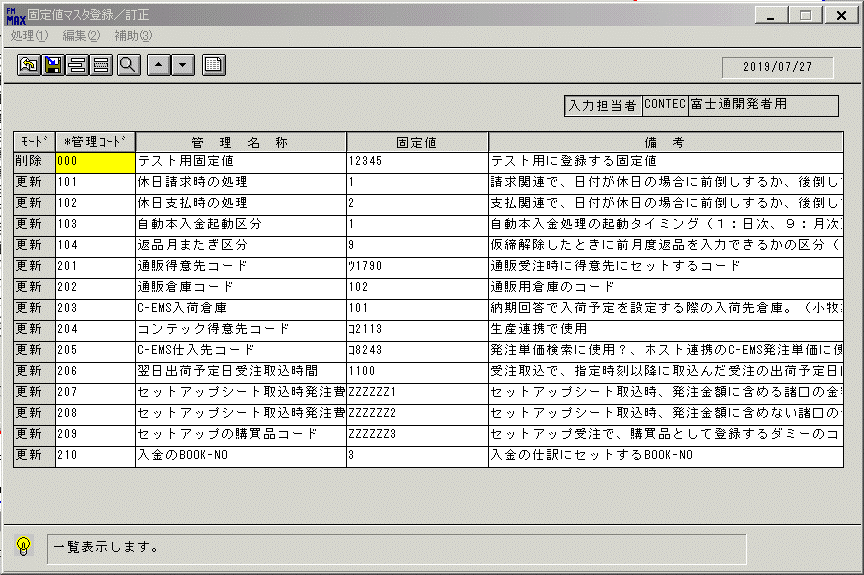 FM MAX 固定値マスタ登録／訂正
処理(1) 編集(2) 補助(3)
2019/07/27
入力担当者 CONTEC 富士通開発者用
ﾓｰﾄﾞ *管理ｺｰﾄﾞ 管　理　名　称 固定値 備　考
削除 000 テスト用固定値 12345 テスト用に登録する固定値
更新 101 休日請求時の処理 1 請求関連で、日付が休日の場合に前倒しするか、後倒し
更新 102 休日支払時の処理 2 支払関連で、日付が休日の場合に前倒しするか、後倒し
更新 103 自動本入金起動区分 1 自動本入金処理の起動タイミング（１：日次、９：月次
更新 104 返品月またぎ区分 9 仮締解除したときに前月度返品を入力できるかの区分（
更新 201 通販得意先コード ｳ1790 通販受注時に得意先にセットするコード
更新 202 通販倉庫コード 102 通販用倉庫のコード
更新 203 C-EMS入荷倉庫 101 納期回答で入荷予定を設定する際の入荷先倉庫。（小牧
更新 204 コンテック得意先コード ｺ2113 生産連携で使用
更新 205 C-EMS仕入先コード ｺ8243 発注単価検索に使用？、ホスト連携のC-EMS発注単価に使
更新 206 翌日出荷予定日受注取込時間 1100 受注取込で、指定時刻以降に取込んだ受注の出荷予定日
更新 207 セットアップシート取込時発注費 ZZZZZZ1 セットアップシート取込時、発注金額に含める諸口の金
更新 208 セットアップシート取込時発注費 ZZZZZZ2 セットアップシート取込時、発注金額に含めない諸口の
更新 209 セットアップの購買品コード ZZZZZZ3 セットアップ受注で、購買品として登録するダミーのコ
更新 210 入金のBOOK-NO 3 入金の仕訳にセットするBOOK-NO
一覧表示します。